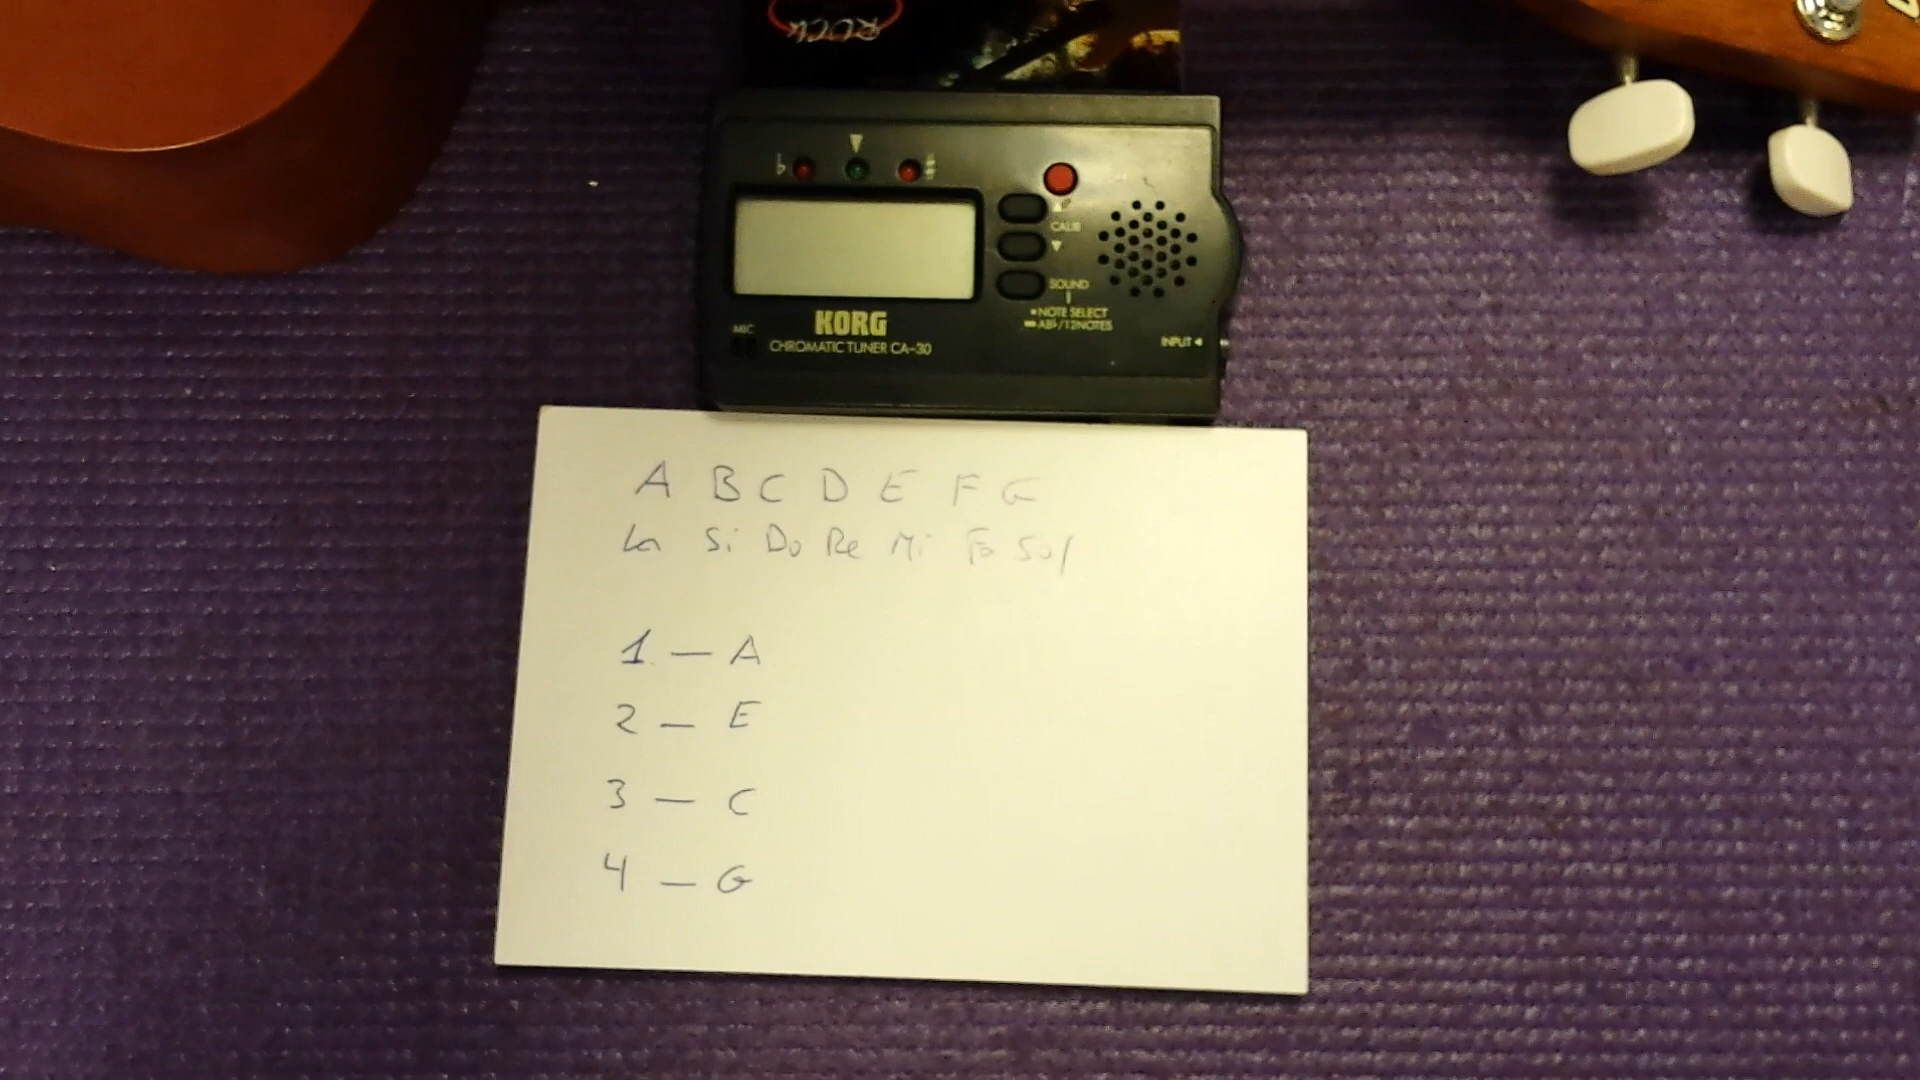 ROCK
CALIB
SOUND
NOTE SELECT
/12NOTES
MIC
KORG
INPUT
CHROMATIC TUNER CA-30
A B C D E F G
La Si Do Re Mi Fa Sol
1 — A
2 — E
3 — C
4 — G